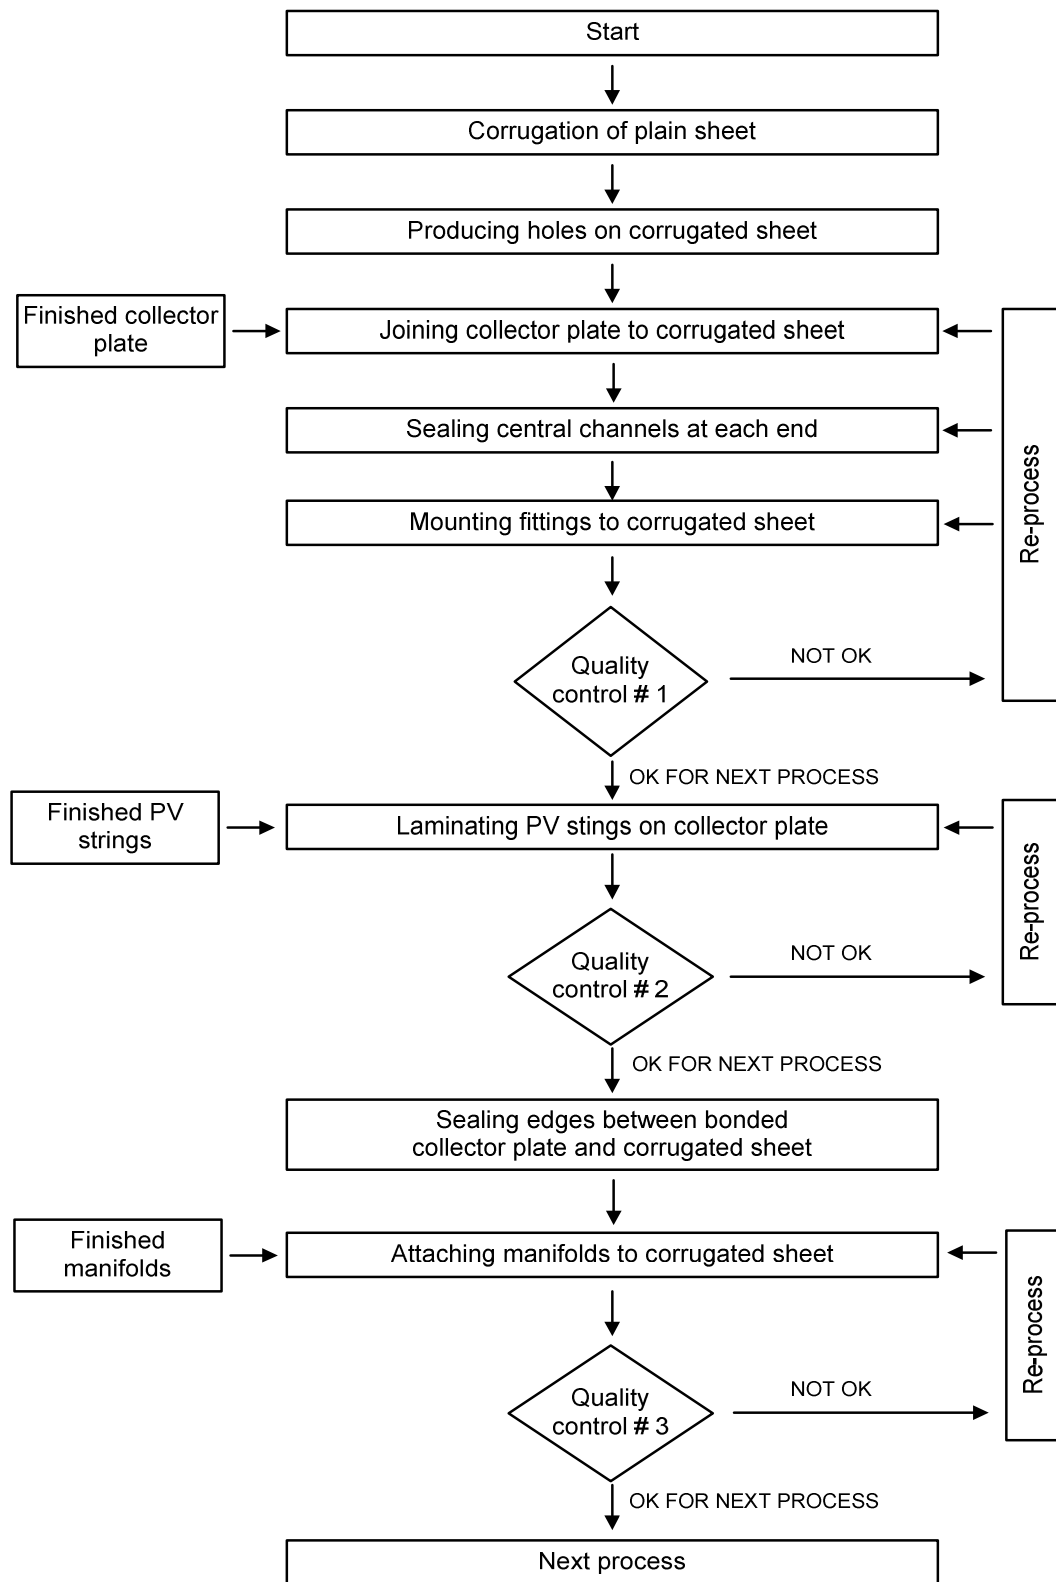 Start
Corrugation of plain sheet
Producing holes on corrugated sheet
Finished collector
plate
Joining collector plate to corrugated sheet
Sealing central channels at each end
Mounting fittings to corrugated sheet
Re-process
Quality
control # 1
NOT OK
OK FOR NEXT PROCESS
Finished PV
strings
Laminating PV stings on collector plate
Re-process
Quality
control # 2
NOT OK
OK FOR NEXT PROCESS
Sealing edges between bonded
collector plate and corrugated sheet
Finished
manifolds
Attaching manifolds to corrugated sheet
Re-process
Quality
control # 3
NOT OK
OK FOR NEXT PROCESS
Next process